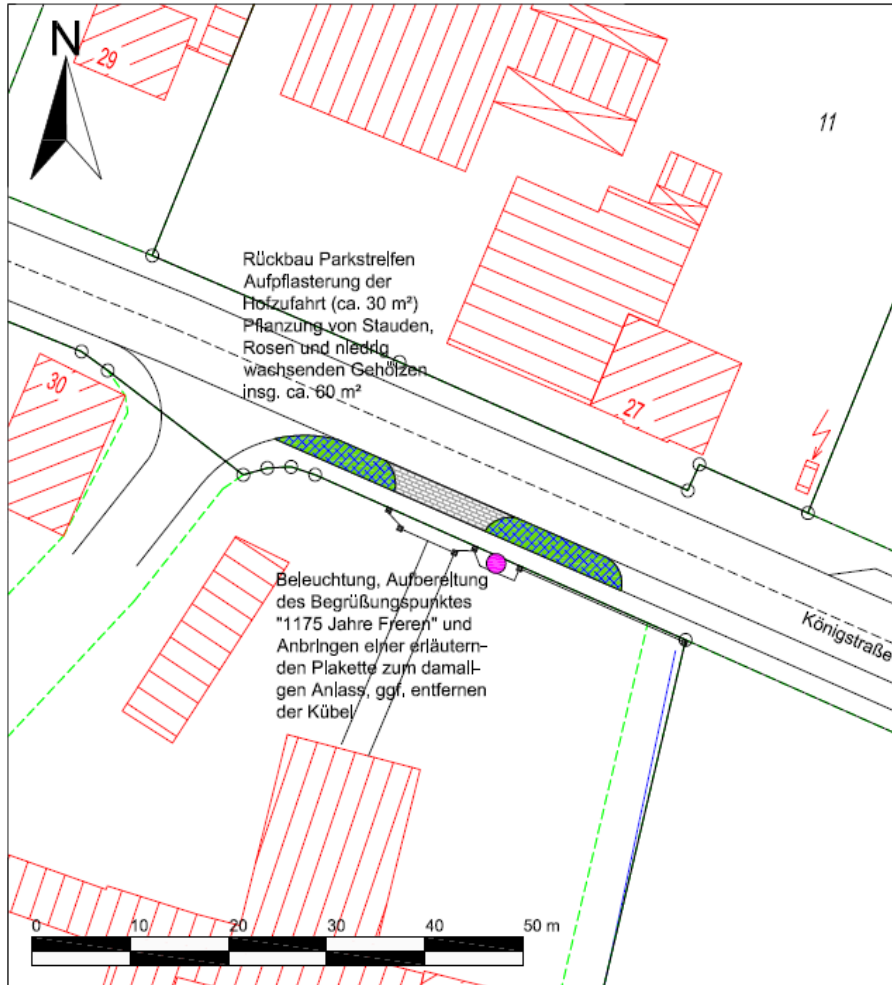 N
29
11
Rückbau Parkstreifen
Aufpflasterung der
Hofzufahrt (ca. 30 m²)
Pflanzung von Stauden,
Rosen und niedrig
wachsenden Gehölzen
insg. ca. 60 m²
30
27
Königstraße
Beleuchtung, Aufbereitung
des Begrüßungspunktes
"1175 Jahre Freren" und
Anbringen einer erläutern-
den Plakette zum damali-
gen Anlass, ggf. entfernen
der Kübel
0 10 20 30 40 50 m